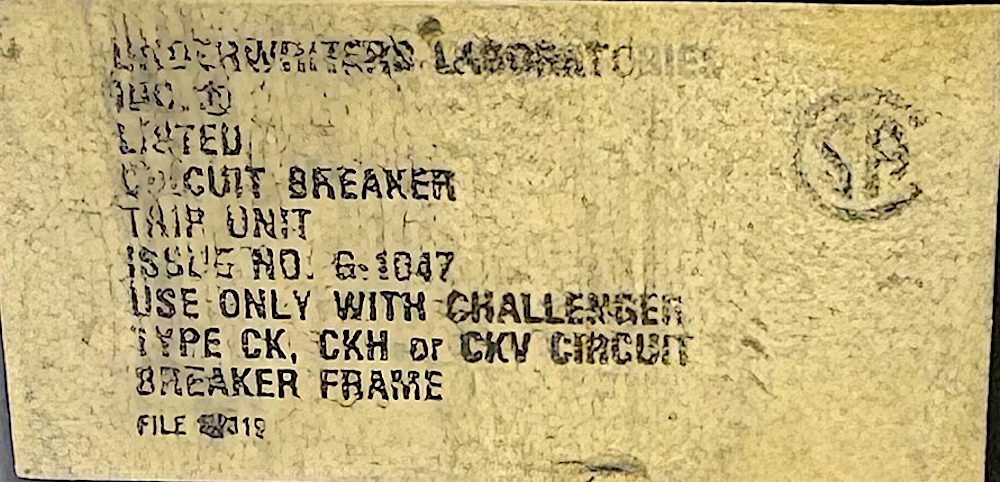 UNDERWRITERS LABORATORIES
INC. ®
LISTED
CIRCUIT BREAKER
TRIP UNIT
ISSUE NO. G-1047
USE ONLY WITH CHALLENGER
TYPE CK, CKH or CKV CIRCUIT
BREAKER FRAME
FILE